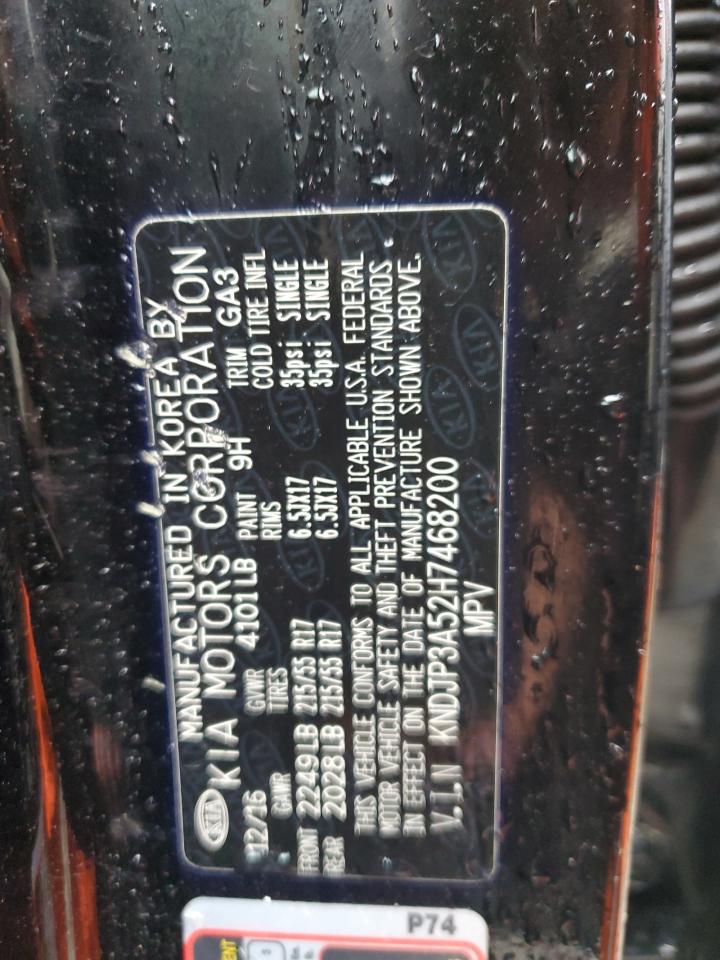 MANUFACTURED IN KOREA BY
KIA KIA MOTORS CORPORATION
12/16 GVWR 4101LB PAINT 9H TRIM GA3
GAWR TIRES RIMS COLD TIRE INFL
FRONT 2249LB 215/55 R17 6.5JX17 35psi SINGLE
REAR 2028LB 215/55 R17 6.5JX17 35psi SINGLE
THIS VEHICLE CONFORMS TO ALL APPLICABLE U.S.A. FEDERAL
MOTOR VEHICLE SAFETY AND THEFT PREVENTION STANDARDS
IN EFFECT ON THE DATE OF MANUFACTURE SHOWN ABOVE.
V.I.N KNDJP3A52H7468200
MPV
P74